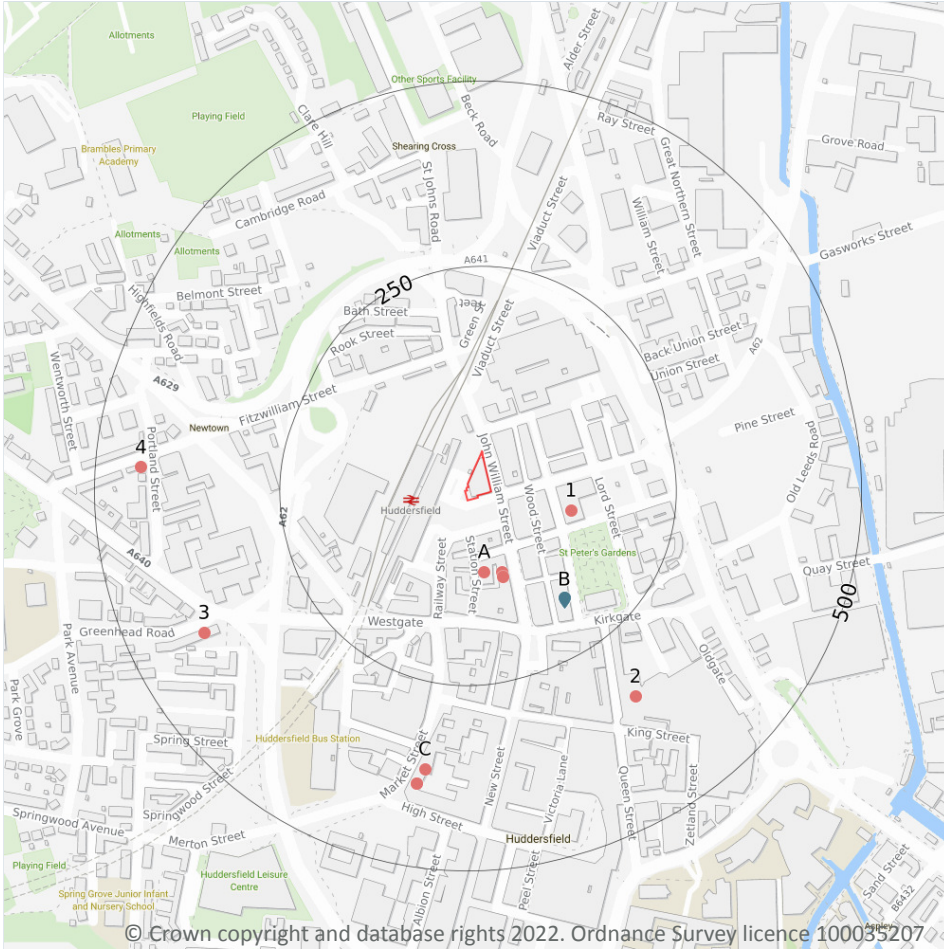 Allotments
Alder Street
Other Sports Facility
Playing Field
Beck Road
Clare Hill
Ray Street
Grove Road
Brambles Primary
Academy
Shearing Cross
Great Northern Street
St Johns Road
Cambridge Road
Viaduct Street
William Street
Allotments
Allotments
Gasworks Street
A641
250
Belmont Street
Highfields Road
Bath Street
Green St
reet
Rook Street
Viaduct Street
Back Union Street
Union Street
A62
Wentworth Street
A629
Fitzwilliam Street
Pine Street
Newtown
Portland Street
4
John William Street
Old Leeds Road
Wood Street
1
Lord Street
Huddersfield
A62
A640
A
Station Street
St Peter's Gardens
Railway Street
B
Quay Street
500
3
Greenhead Road
Westgate
Kirkgate
Park Avenue
Oldgate
2
Park Grove
Spring Street
Huddersfield Bus Station
King Street
C
Market Street
New Street
Victoria Lane
Queen Street
Zetland Street
Springwood Street
Springwood Avenue
High Street
Merton Street
Huddersfield
Playing Field
Huddersfield Leisure
Centre
Albion Street
Peel Street
Sand Street
B6432
Spring Grove Junior Infant
and Nursery School
© Crown copyright and database rights 2022. Ordnance Survey licence 100035207.